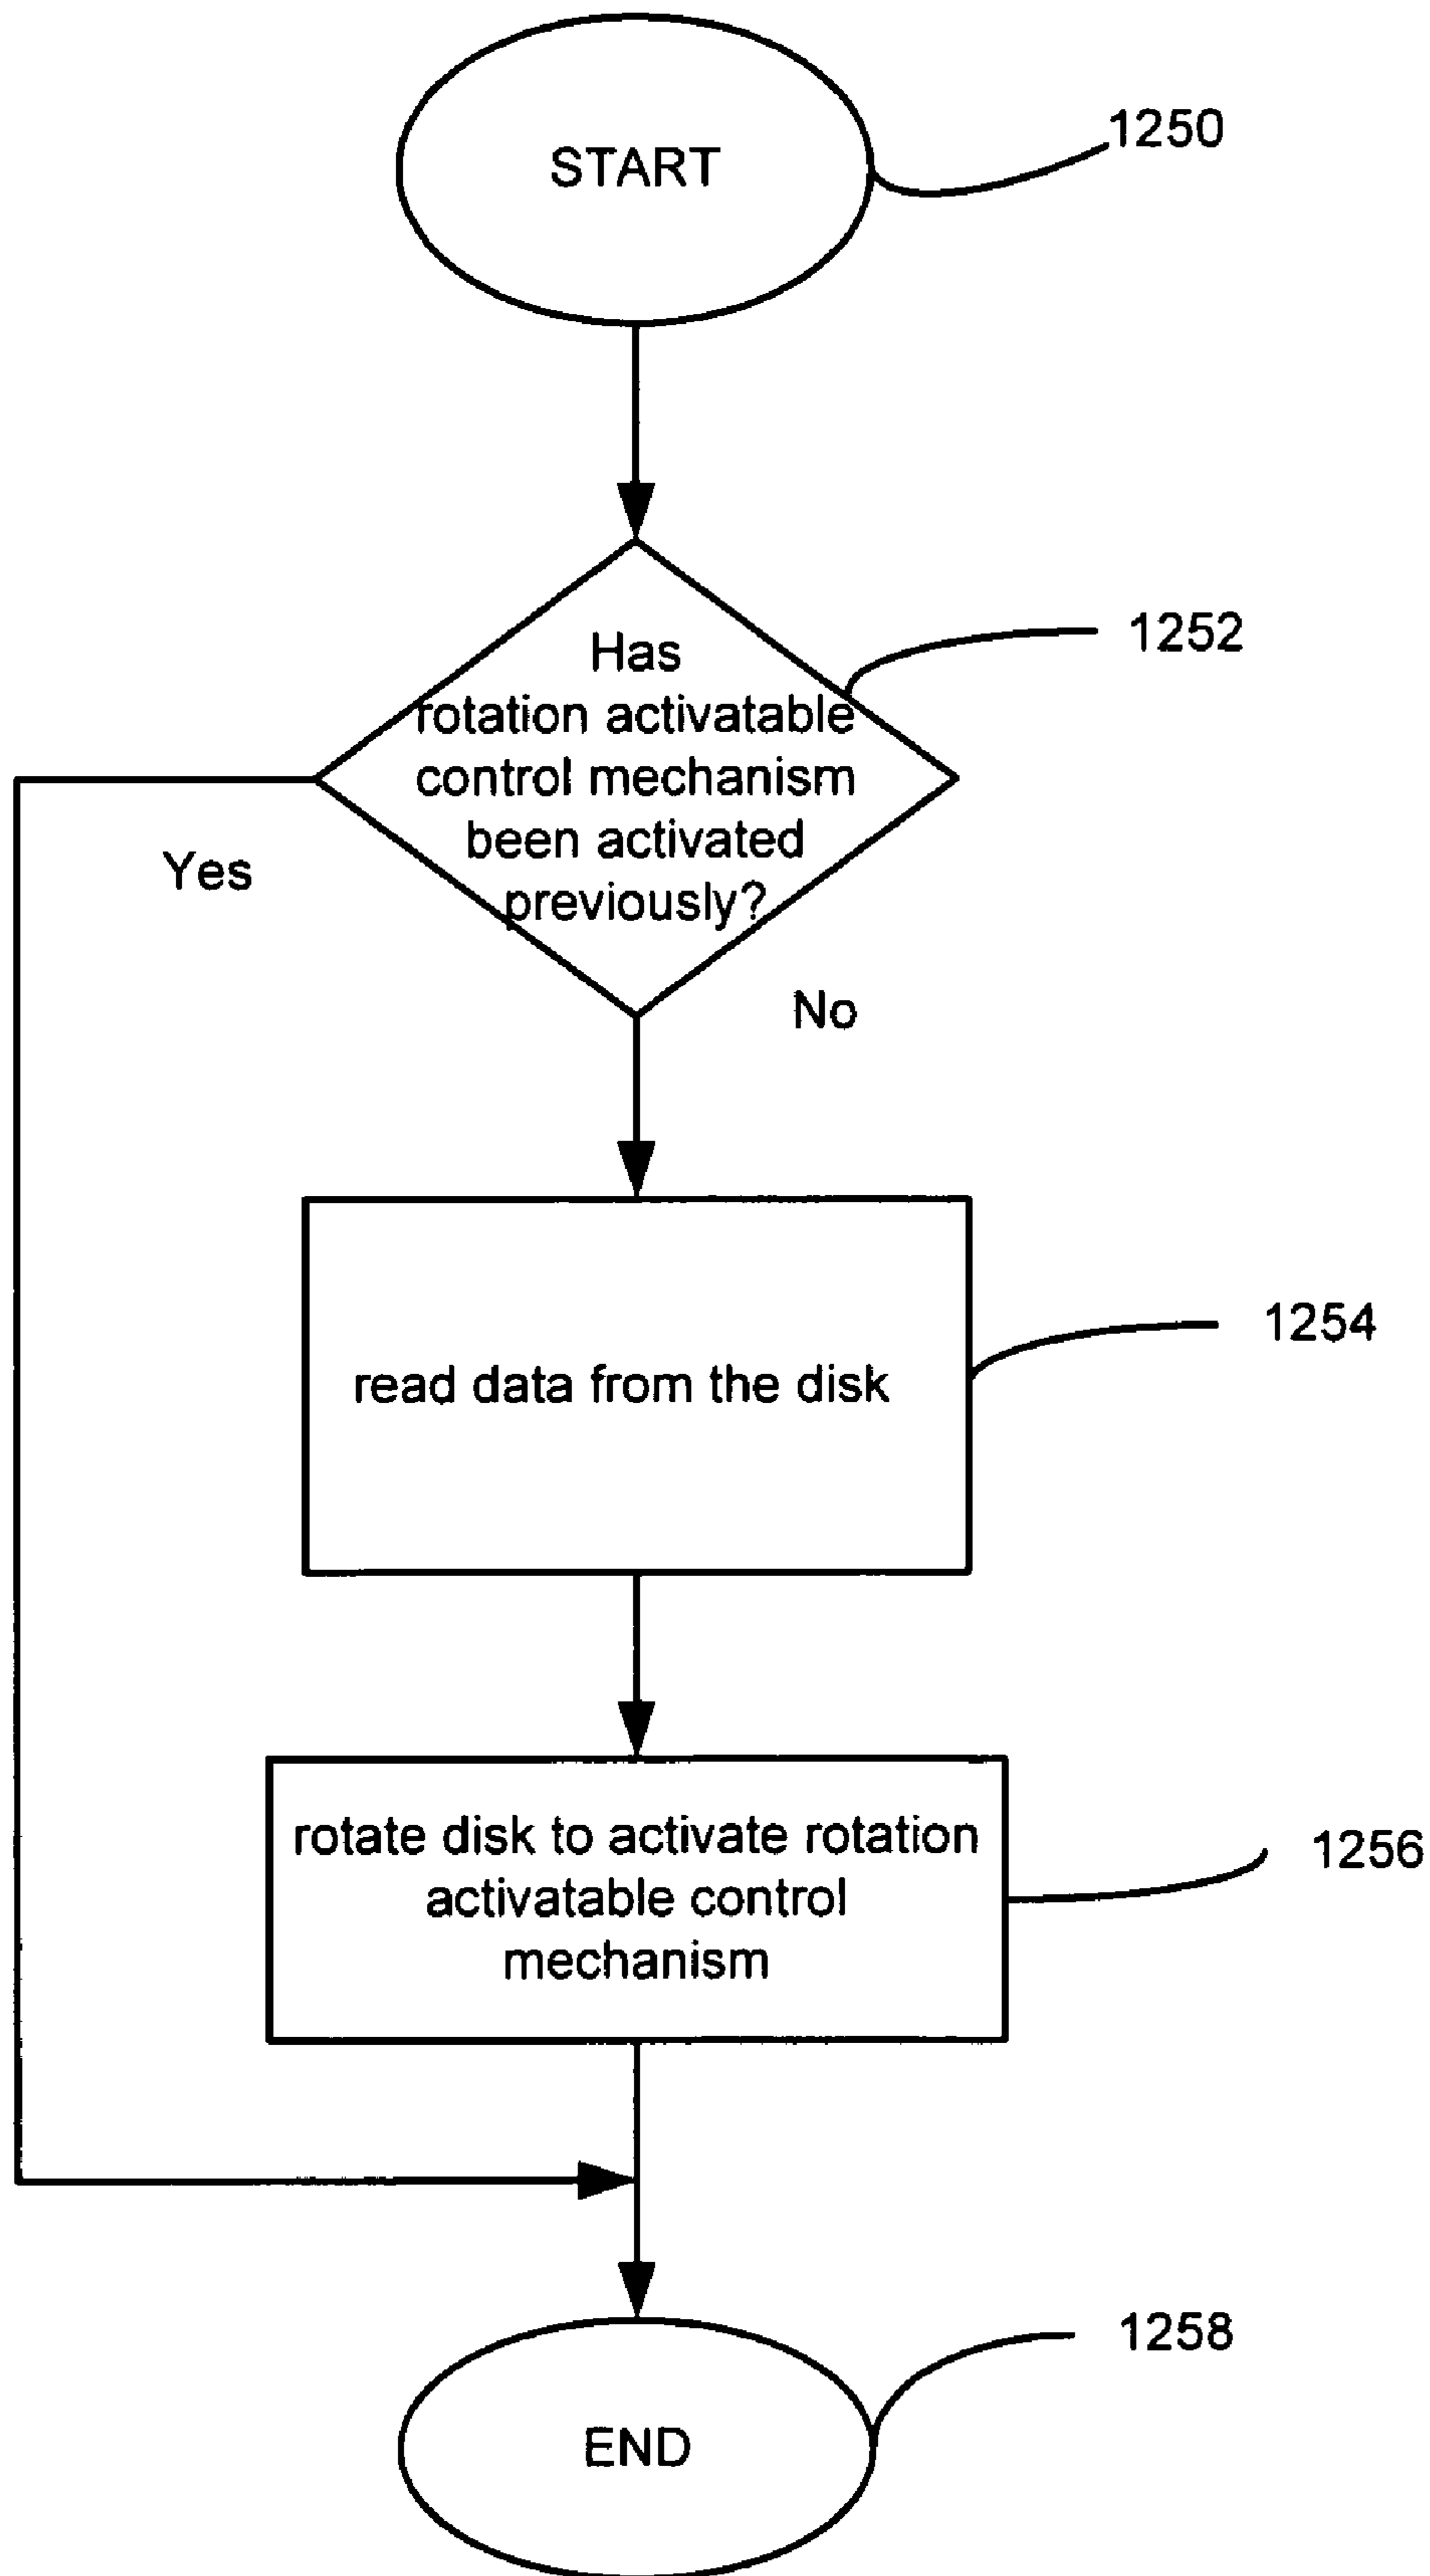 START
1250
Has
rotation activatable
control mechanism
been activated
previously?
1252
Yes
No
read data from the disk
1254
rotate disk to activate rotation
activatable control
mechanism
1256
END
1258